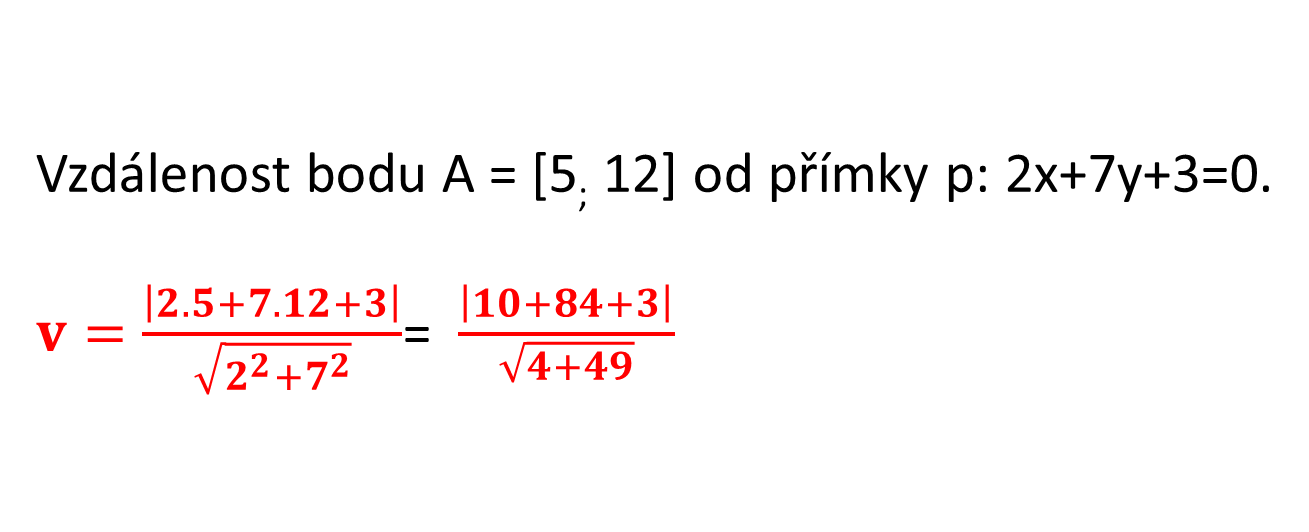 Vzdálenost bodu A = [5; 12] od přímky p: 2x+7y+3=0.
v = |2.5+7.12+3| / √(2²+7²) = |10+84+3| / √(4+49)